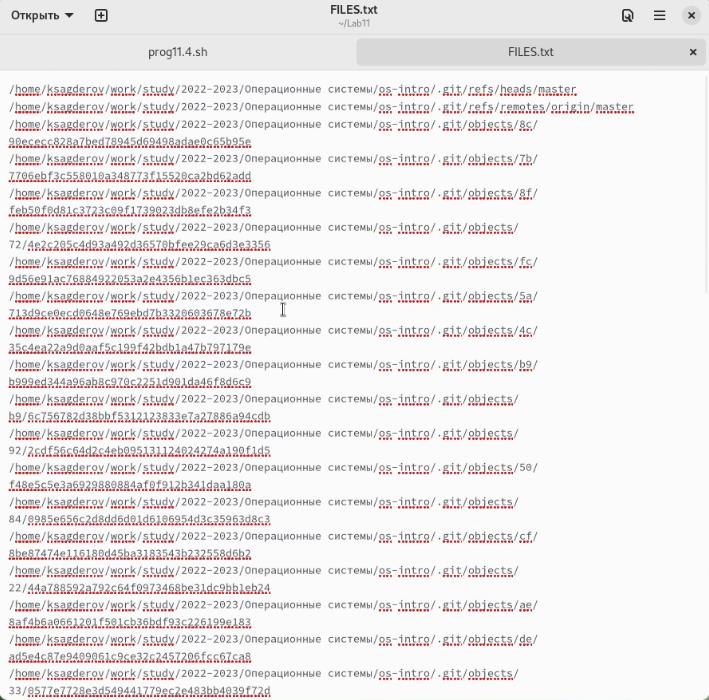 Открыть
FILES.txt
~/Lab11
prog11.4.sh
FILES.txt
/home/ksagderov/work/study/2022-2023/Операционные системы/os-intro/.git/refs/heads/master
/home/ksagderov/work/study/2022-2023/Операционные системы/os-intro/.git/refs/remotes/origin/master
/home/ksagderov/work/study/2022-2023/Операционные системы/os-intro/.git/objects/8c/
90ececc828a7bed78945d69498adae0c65b95e
/home/ksagderov/work/study/2022-2023/Операционные системы/os-intro/.git/objects/7b/
7706ebf3c558010a348773f15520ca2bd62add
/home/ksagderov/work/study/2022-2023/Операционные системы/os-intro/.git/objects/8f/
feb50f0d81c3723c09f1739023db8efe2b34f3
/home/ksagderov/work/study/2022-2023/Операционные системы/os-intro/.git/objects/
72/4e2c205c4d93a492d36570bfee29ca6d3e3356
/home/ksagderov/work/study/2022-2023/Операционные системы/os-intro/.git/objects/fc/
9d56e91ac76884922053a2e4356b1ec363dbc5
/home/ksagderov/work/study/2022-2023/Операционные системы/os-intro/.git/objects/5a/
713d9ce0ecd0648e769ebd7b3320603678e72b
/home/ksagderov/work/study/2022-2023/Операционные системы/os-intro/.git/objects/4c/
35c4ea22a9d0aaf5c199f42bdb1a47b797179e
/home/ksagderov/work/study/2022-2023/Операционные системы/os-intro/.git/objects/b9/
b999ed344a96ab8c970c2251d901da46f8d6c9
/home/ksagderov/work/study/2022-2023/Операционные системы/os-intro/.git/objects/
b9/6c756782d38bbf5312123833e7a27886a94cdb
/home/ksagderov/work/study/2022-2023/Операционные системы/os-intro/.git/objects/
92/2cdf56c64d2c4eb095131124024274a190f1d5
/home/ksagderov/work/study/2022-2023/Операционные системы/os-intro/.git/objects/50/
f48e5c5e3a6929880884af0f912b341daa180a
/home/ksagderov/work/study/2022-2023/Операционные системы/os-intro/.git/objects/
84/0985e656c2d8dd6d01d6106954d3c35963d8c3
/home/ksagderov/work/study/2022-2023/Операционные системы/os-intro/.git/objects/cf/
8be87474e116180d45ba3183543b232558d6b2
/home/ksagderov/work/study/2022-2023/Операционные системы/os-intro/.git/objects/
22/44a788592a792c64f0973468be31dc9bb1eb24
/home/ksagderov/work/study/2022-2023/Операционные системы/os-intro/.git/objects/ae/
8af4b6a0661201f501cb36bdf93c226199e183
/home/ksagderov/work/study/2022-2023/Операционные системы/os-intro/.git/objects/de/
ad5e4c87e9409061c9ce32c2457206fcc67ca8
/home/ksagderov/work/study/2022-2023/Операционные системы/os-intro/.git/objects/
33/0577e7728e3d549441779ec2e483bb4039f72d